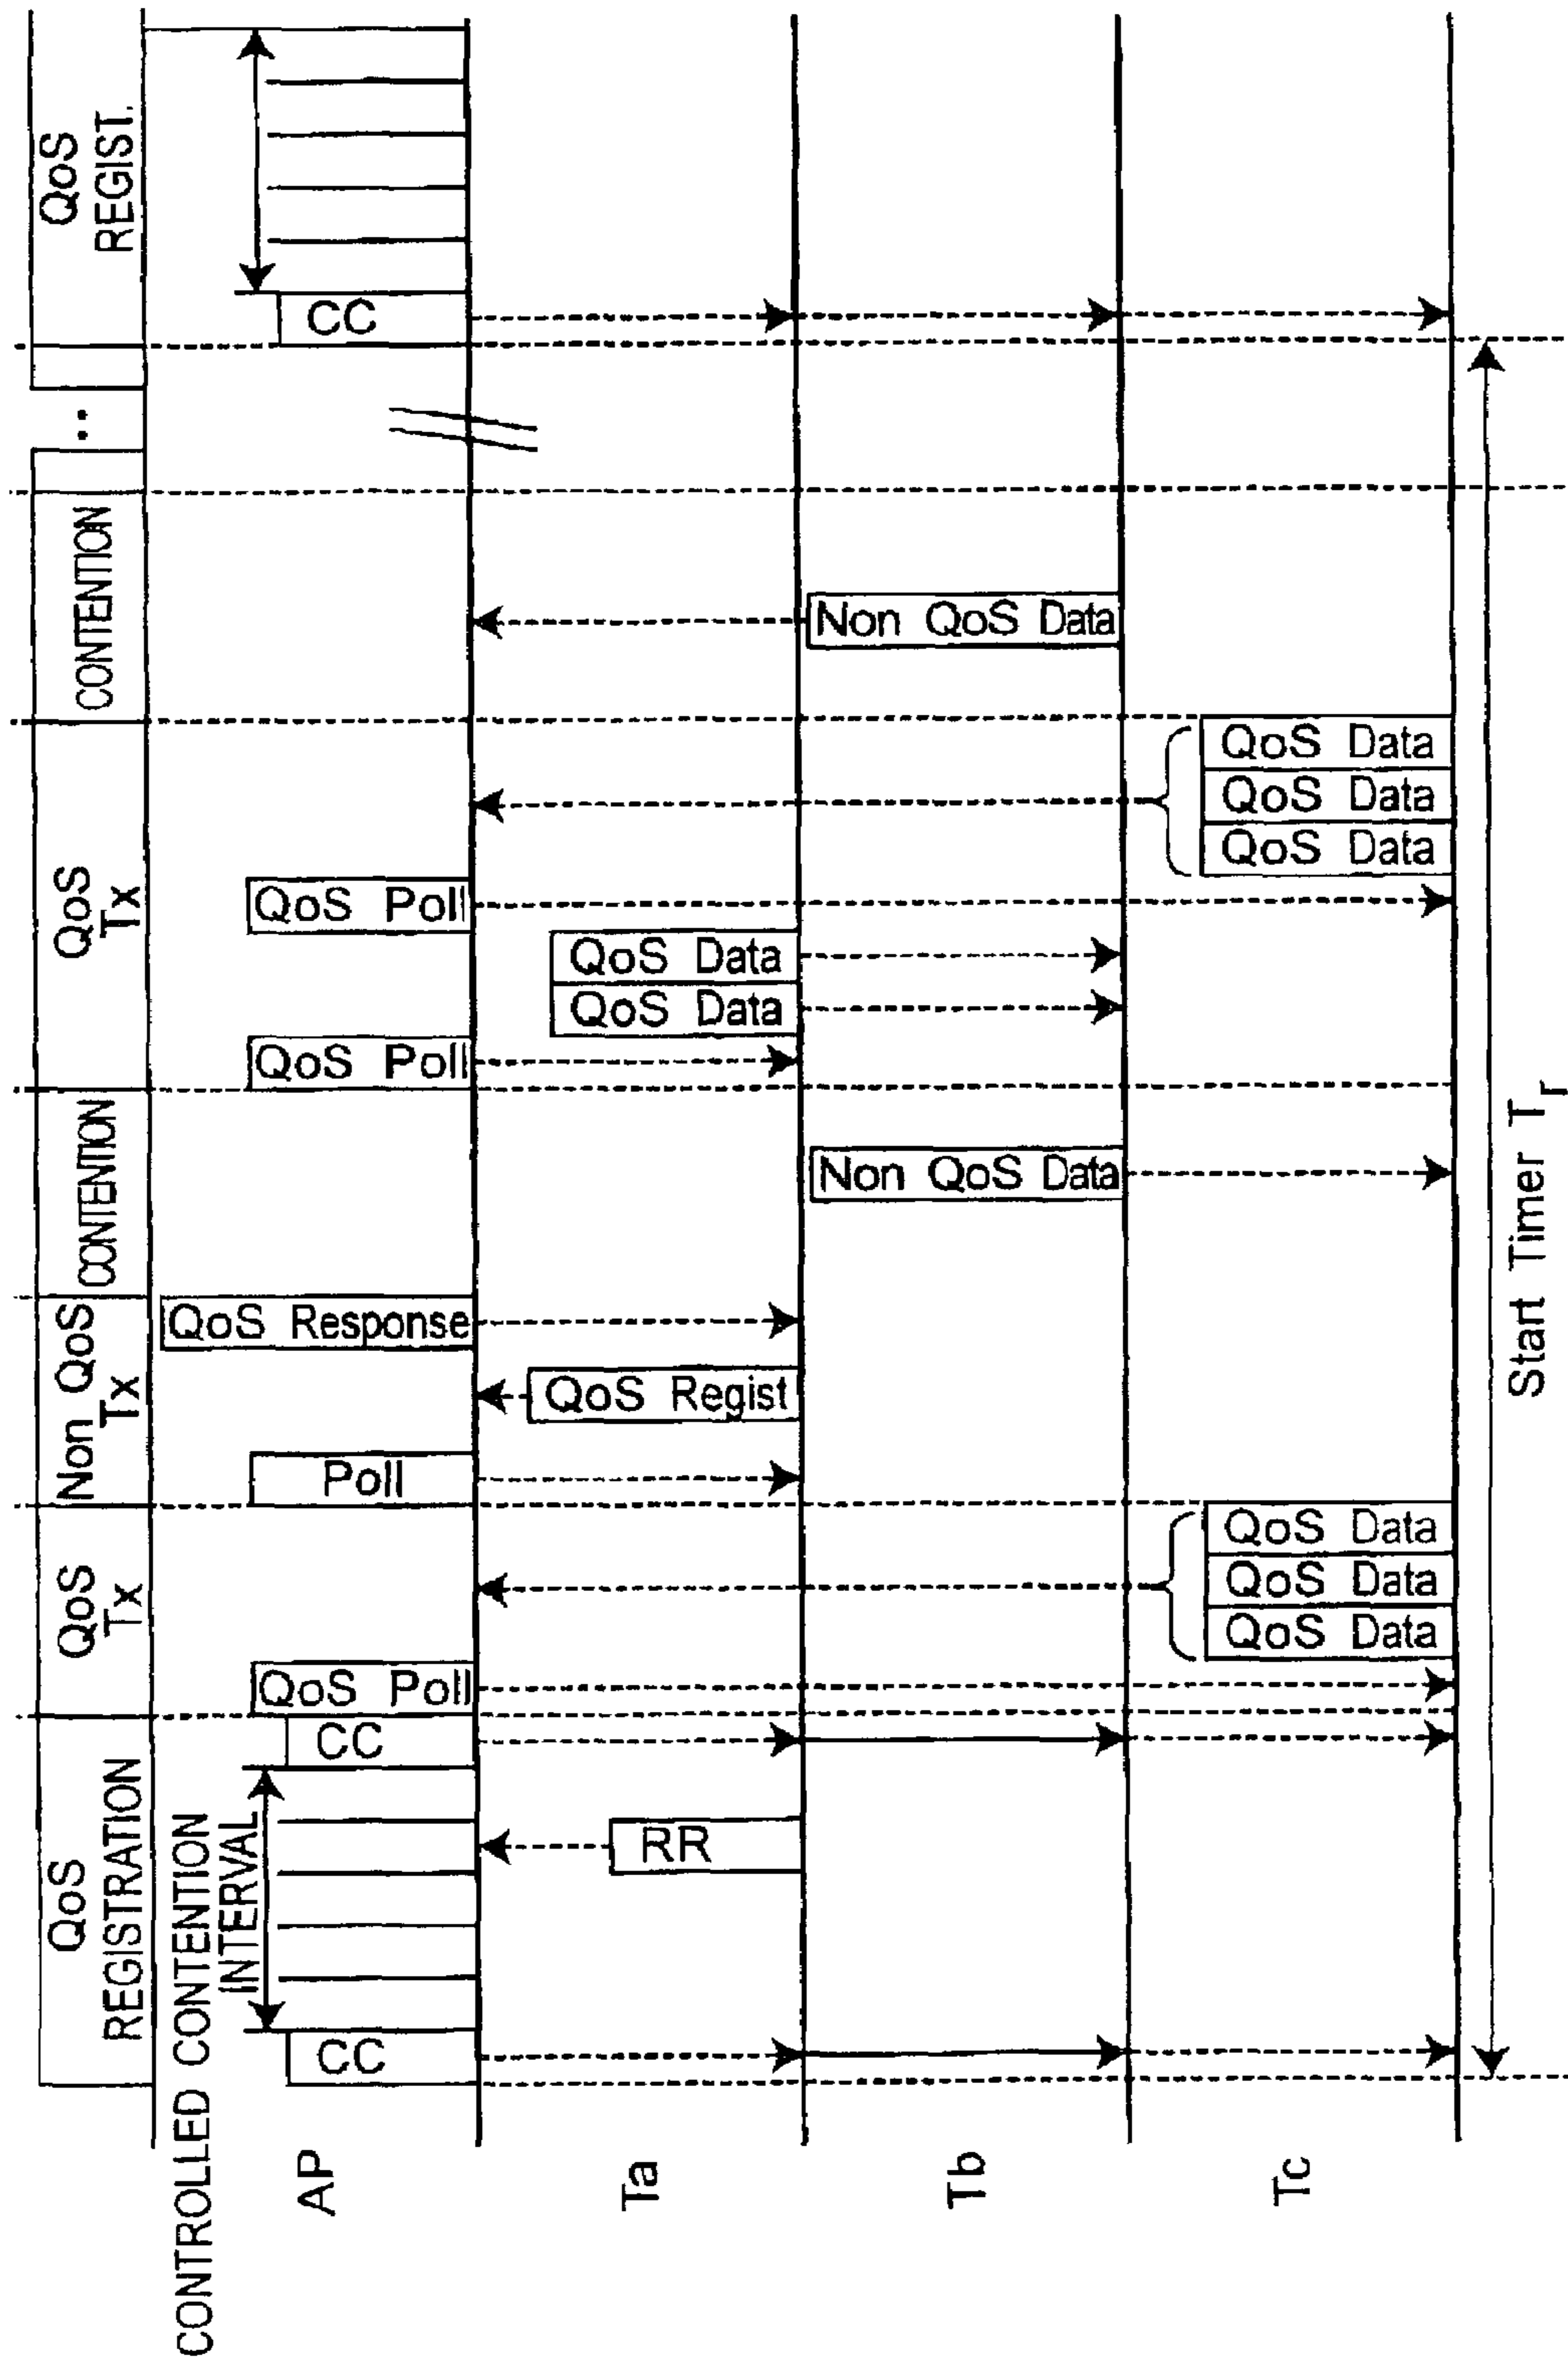 QoS
REGISTRATION
QoS
Tx
Non QoS
Tx
CONTENTION
QoS
Tx
CONTENTION
..
QoS
REGIST.
CONTROLLED CONTENTION
INTERVAL
AP
CC
CC
QoS Poll
Poll
QoS Response
QoS Poll
QoS Poll
CC
Ta
RR
QoS Regist
QoS Data
QoS Data
Tb
Non QoS Data
Non QoS Data
Tc
QoS Data
QoS Data
QoS Data
QoS Data
QoS Data
QoS Data
Start Timer Tr